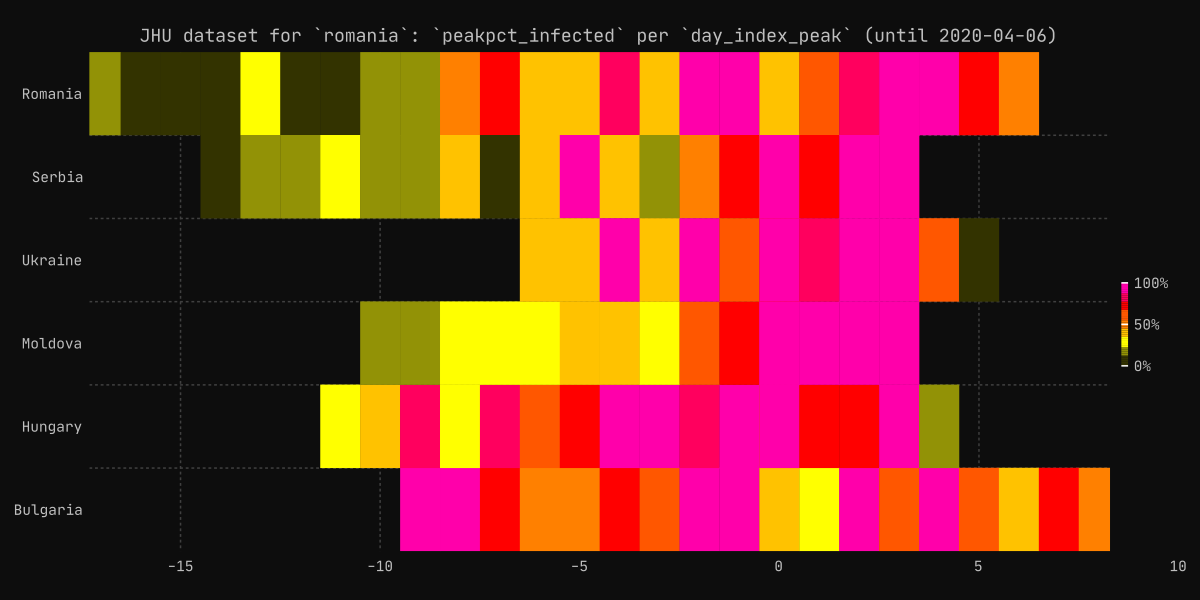 JHU dataset for `romania`: `peakpct_infected` per `day_index_peak` (until 2020-04-06)
Romania
Serbia
Ukraine
Moldova
Hungary
Bulgaria
100%
50%
0%
-15 -10 -5 0 5 10